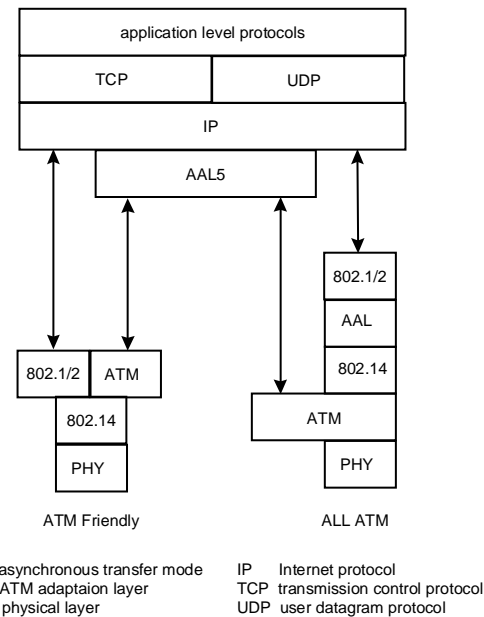 application level protocols
TCP UDP
IP
AAL5
802.1/2
AAL
802.14
802.1/2 ATM
802.14
ATM
PHY
PHY
ATM Friendly ALL ATM
asynchronous transfer mode IP Internet protocol
ATM adaptaion layer TCP transmission control protocol
physical layer UDP user datagram protocol